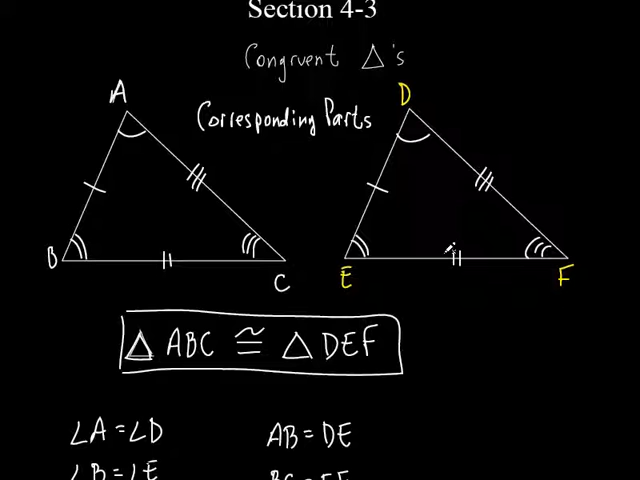 Section 4-3
Congruent △'s
Corresponding Parts
A
D
B
C
E
F
△ ABC ≅ △ DEF
∠A = ∠D
AB = DE
∠B = ∠E